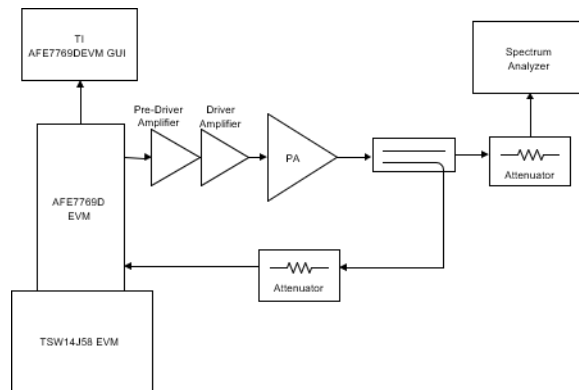 TI
AFE7769DEVM GUI
Spectrum
Analyzer
Pre-Driver
Amplifier
Driver
Amplifier
PA
Attenuator
AFE7769D
EVM
Attenuator
TSW14J58 EVM